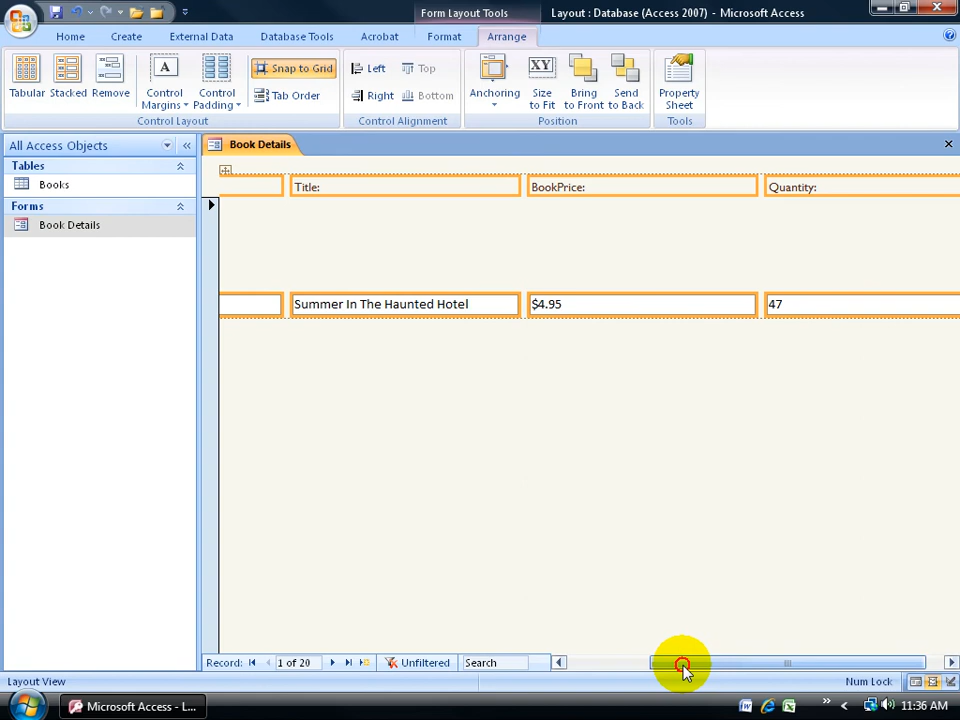 Form Layout Tools
Layout : Database (Access 2007) - Microsoft Access
Home Create External Data Database Tools Acrobat Format Arrange
Tabular Stacked Remove Control Margins Control Padding Snap to Grid Tab Order Left Top Right Bottom Anchoring Size to Fit Bring to Front Send to Back Property Sheet
Control Layout Control Alignment Position Tools
All Access Objects
Book Details
Tables
Books
Forms
Book Details
Title: BookPrice: Quantity:
Summer In The Haunted Hotel $4.95 47
Record: 1 of 20 Unfiltered Search
Layout View Num Lock
Microsoft Access - L... 11:36 AM